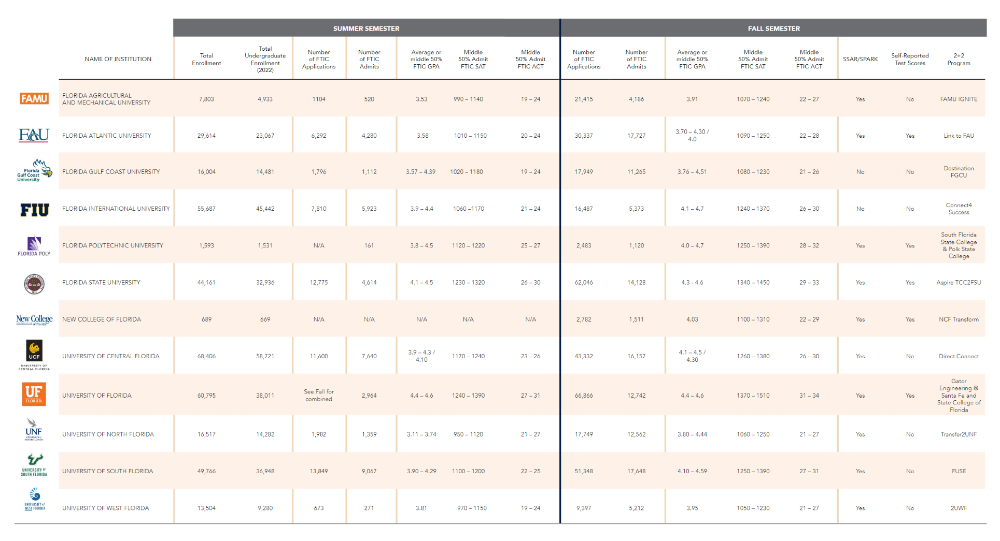 SUMMER SEMESTER FALL SEMESTER
NAME OF INSTITUTION Total Enrollment Total Undergraduate Enrollment (2022) Number of FTIC Applications Number of FTIC Admits Average or middle 50% FTIC GPA Middle 50% Admit FTIC SAT Middle 50% Admit FTIC ACT Number of FTIC Applications Number of FTIC Admits Average or middle 50% FTIC GPA Middle 50% Admit FTIC SAT Middle 50% Admit FTIC ACT SSAR/SPARK Self-Reported Test Scores 2+2 Program
FAMU FLORIDA AGRICULTURAL AND MECHANICAL UNIVERSITY 7,803 4,933 1104 520 3.53 990 – 1140 19 – 24 21,415 4,186 3.91 1070 – 1240 22 – 27 Yes No FAMU IGNITE
FAU FLORIDA ATLANTIC UNIVERSITY 29,614 23,067 6,292 4,280 3.58 1010 – 1150 20 – 24 30,337 17,727 3.70 – 4.30 / 4.0 1090 – 1250 22 – 28 Yes Yes Link to FAU
Florida Gulf Coast University FLORIDA GULF COAST UNIVERSITY 16,004 14,481 1,796 1,112 3.57 – 4.39 1020 – 1180 19 – 24 17,949 11,265 3.76 – 4.51 1080 – 1230 21 – 26 No No Destination FGCU
FIU FLORIDA INTERNATIONAL UNIVERSITY 55,687 45,442 7,810 5,923 3.9 – 4.4 1060 –1170 21 – 24 16,487 5,373 4.1 – 4.7 1240 – 1370 26 – 30 No No Connect4 Success
FLORIDA POLY FLORIDA POLYTECHNIC UNIVERSITY 1,593 1,531 N/A 161 3.8 – 4.5 1120 – 1220 25 – 27 2,483 1,120 4.0 – 4.7 1250 – 1390 28 – 32 Yes Yes South Florida State College & Polk State College
FLORIDA STATE UNIVERSITY 44,161 32,936 12,775 4,614 4.1 – 4.5 1230 – 1320 26 – 30 62,046 14,128 4.3 - 4.6 1340 – 1450 29 – 33 Yes Yes Aspire TCC2FSU
New College of Florida NEW COLLEGE OF FLORIDA 689 669 N/A N/A N/A N/A N/A 2,782 1,511 4.03 1100 – 1310 22 – 29 Yes Yes NCF Transform
UCF UNIVERSITY OF CENTRAL FLORIDA UNIVERSITY OF CENTRAL FLORIDA 68,406 58,721 11,600 7,640 3.9 – 4.3 / 4.10 1170 – 1240 23 – 26 43,332 16,157 4.1 – 4.5 / 4.30 1260 – 1380 26 – 30 Yes No Direct Connect
UF UNIVERSITY of FLORIDA UNIVERSITY OF FLORIDA 60,795 38,011 See Fall for combined 2,964 4.4 – 4.6 1240 – 1390 27 – 31 66,866 12,742 4.4 – 4.6 1370 – 1510 31 – 34 Yes Yes Gator Engineering @ Santa Fe and State College of Florida
UNF UNIVERSITY of NORTH FLORIDA UNIVERSITY OF NORTH FLORIDA 16,517 14,282 1,982 1,359 3.11 – 3.74 950 – 1120 21 – 27 17,749 12,562 3.80 – 4.44 1060 – 1250 21 – 27 Yes No Transfer2UNF
UNIVERSITY of SOUTH FLORIDA UNIVERSITY OF SOUTH FLORIDA 49,766 36,948 13,849 9,067 3.90 – 4.29 1100 – 1200 22 – 25 51,348 17,648 4.10 – 4.59 1250 – 1390 27 – 31 Yes No FUSE
UNIVERSITY of WEST FLORIDA UNIVERSITY OF WEST FLORIDA 13,504 9,280 673 271 3.81 970 – 1150 19 – 24 9,397 5,212 3.95 1050 – 1230 21 – 27 Yes No 2UWF